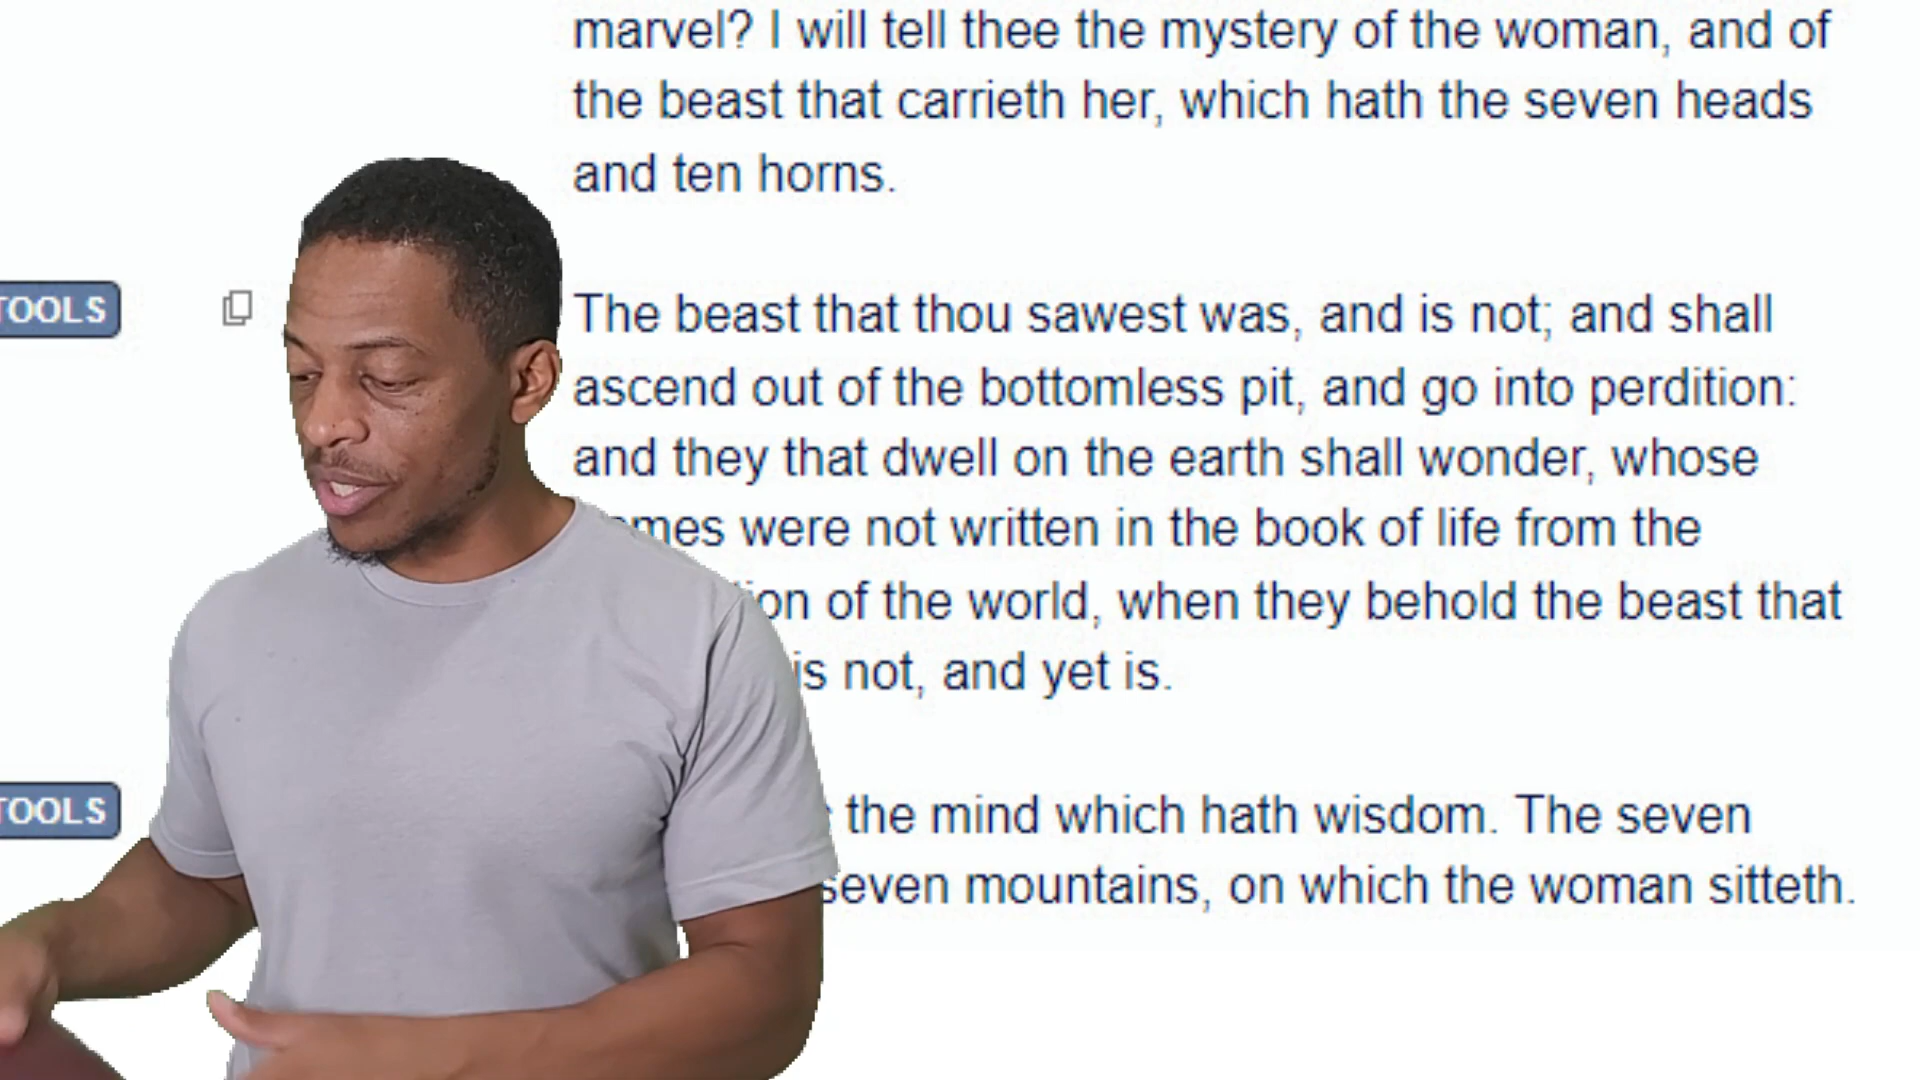 marvel? I will tell thee the mystery of the woman, and of
the beast that carrieth her, which hath the seven heads
and ten horns.
TOOLS
The beast that thou sawest was, and is not; and shall
ascend out of the bottomless pit, and go into perdition:
and they that dwell on the earth shall wonder, whose
were not written in the book of life from the
of the world, when they behold the beast that
is not, and yet is.
TOOLS
the mind which hath wisdom. The seven
seven mountains, on which the woman sitteth.